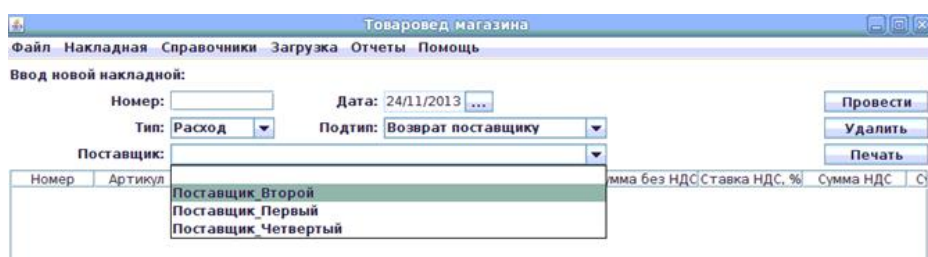 Товаровед магазина
Файл Накладная Справочники Загрузка Отчеты Помощь
Ввод новой накладной:
Номер: Дата: 24/11/2013 ... Провести
Тип: Расход Подтип: Возврат поставщику Удалить
Поставщик: Печать
Номер Артикул без НДС Ставка НДС, % Сумма НДС
Поставщик_Второй
Поставщик_Первый
Поставщик_Четвертый